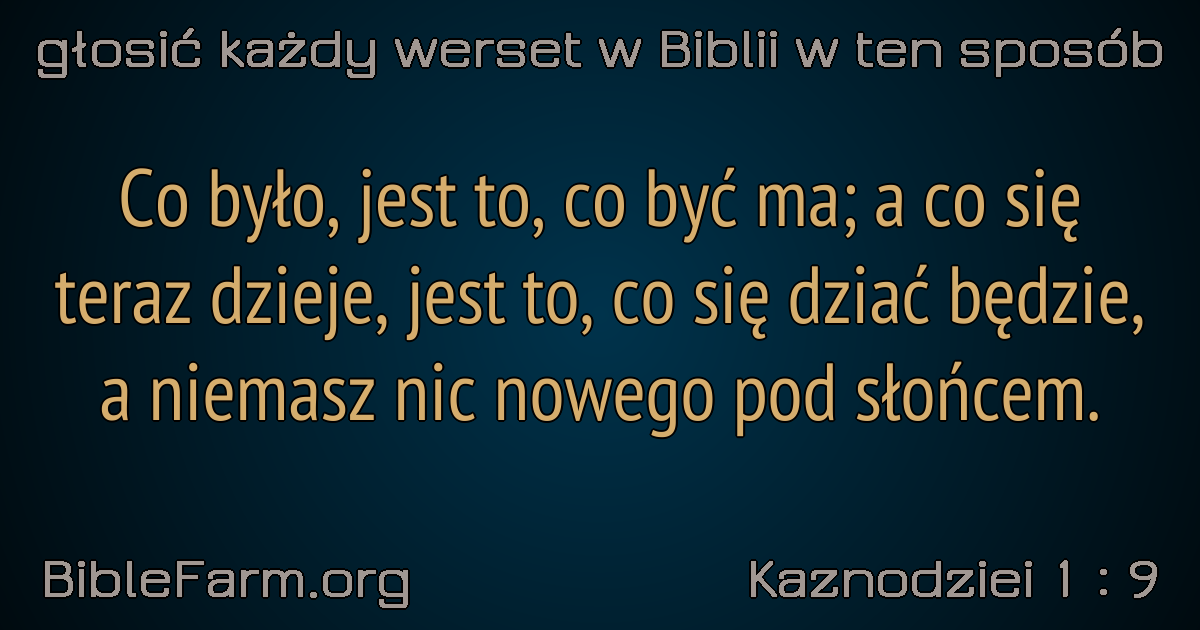 głosić każdy werset w Biblii w ten sposób
Co było, jest to, co być ma; a co się
teraz dzieje, jest to, co się dziać będzie,
a niemasz nic nowego pod słońcem.
BibleFarm.org
Kaznodziei 1 : 9